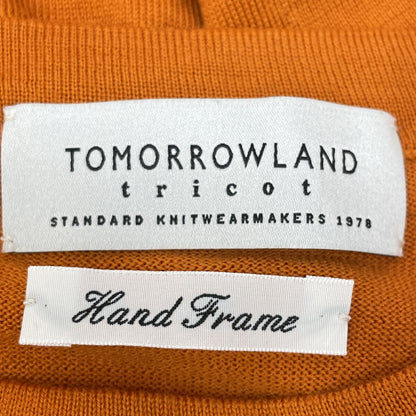 TOMORROWLAND
tricot
STANDARD KNITWEARMAKERS 1978
Hand Frame